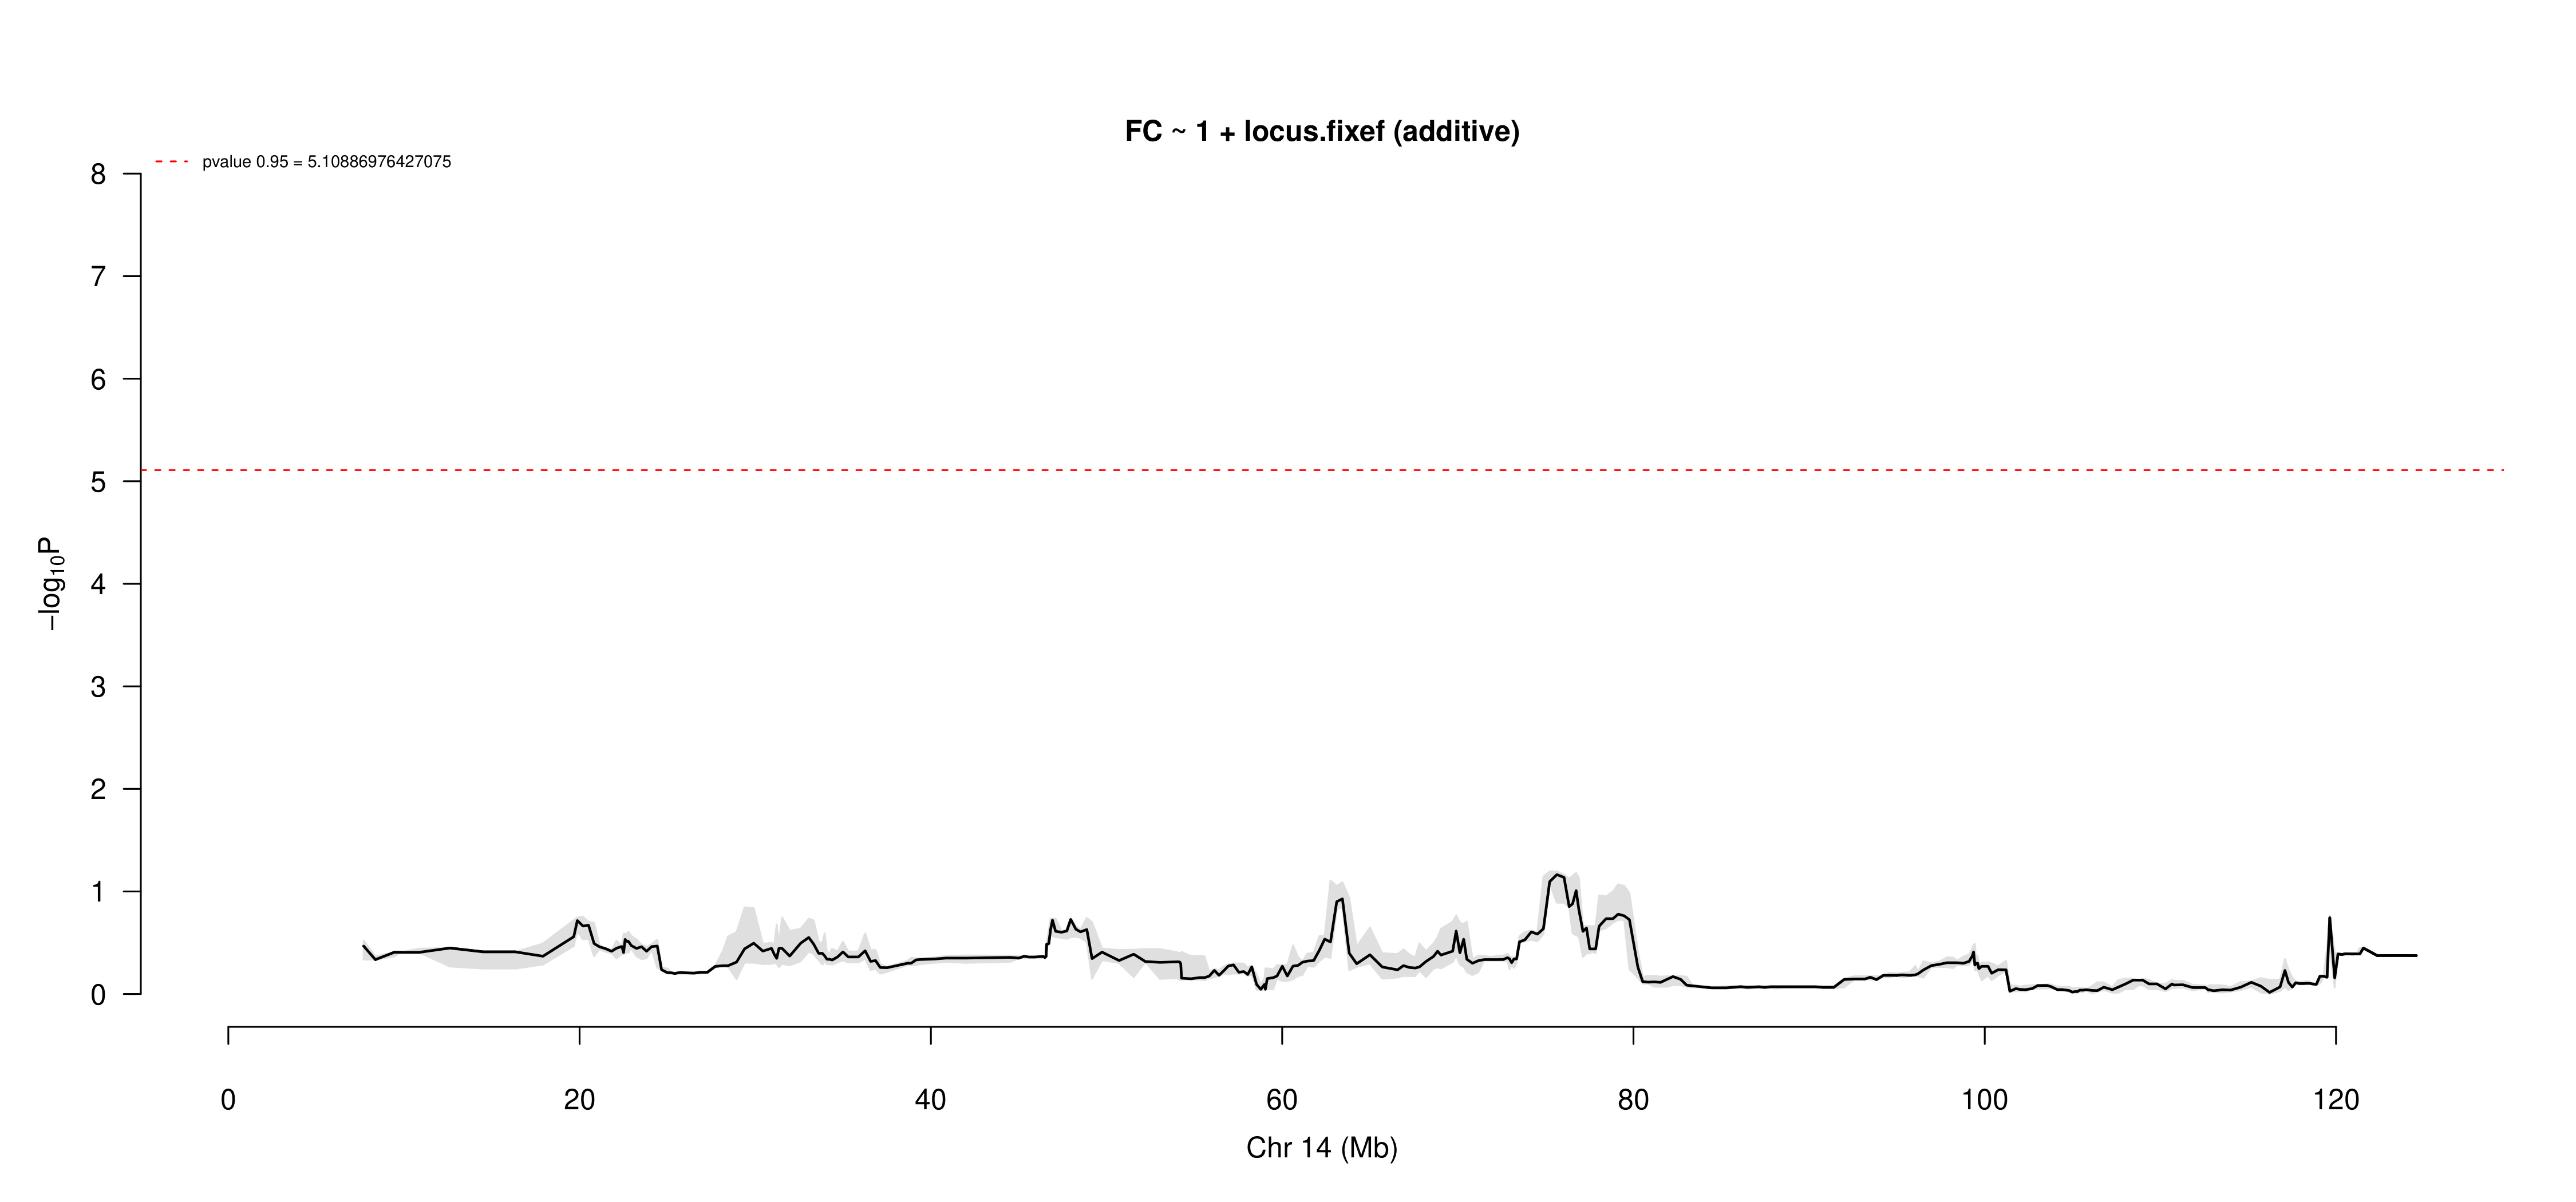 FC ~ 1 + locus.fixef (additive)
pvalue 0.95 = 5.10886976427075
8
7
6
5
4
3
2
1
0
−log10P
0 20 40 60 80 100 120
Chr 14 (Mb)